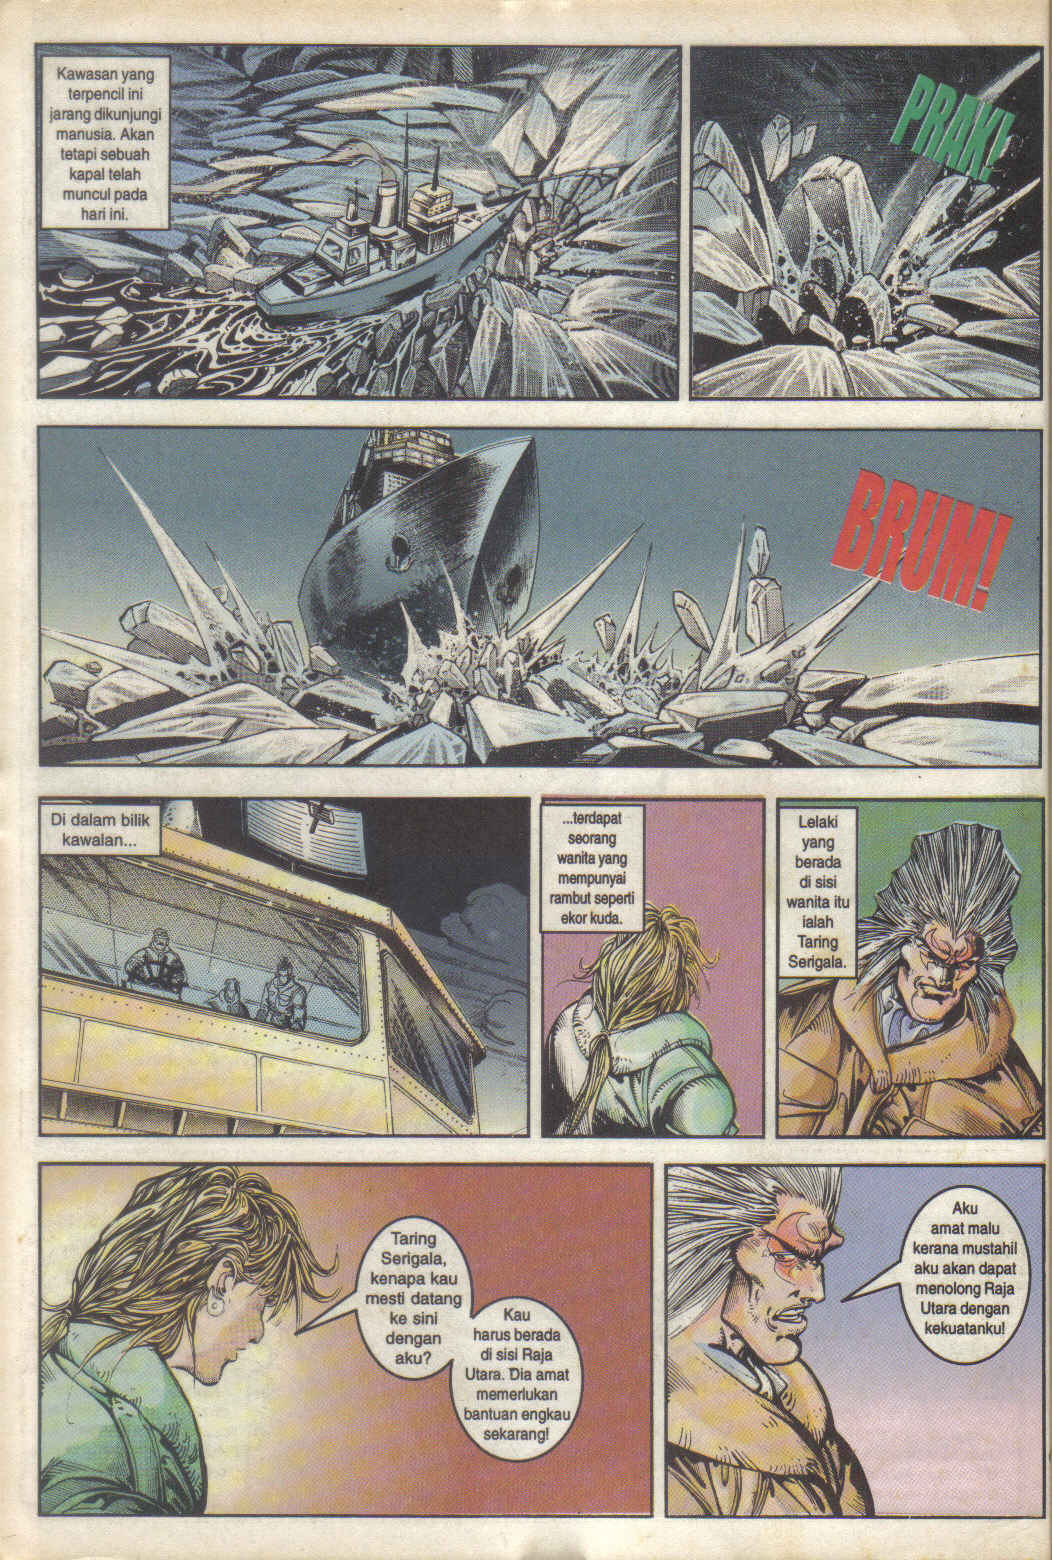 Kawasan yang
terpencil ini
jarang dikunjungi
manusia. Akan
tetapi sebuah
kapal telah
muncul pada
hari ini.
PRAK!
BRUM!
Di dalam bilik
kawalan...
...terdapat
seorang
wanita yang
mempunyai
rambut seperti
ekor kuda.
Lelaki
yang
berada
di sisi
wanita itu
ialah
Taring
Serigala.
Taring
Serigala,
kenapa kau
mesti datang
ke sini
dengan
aku?
Kau
harus berada
di sisi Raja
Utara. Dia amat
memerlukan
bantuan engkau
sekarang!
Aku
amat malu
kerana mustahil
aku akan dapat
menolong Raja
Utara dengan
kekuatanku!